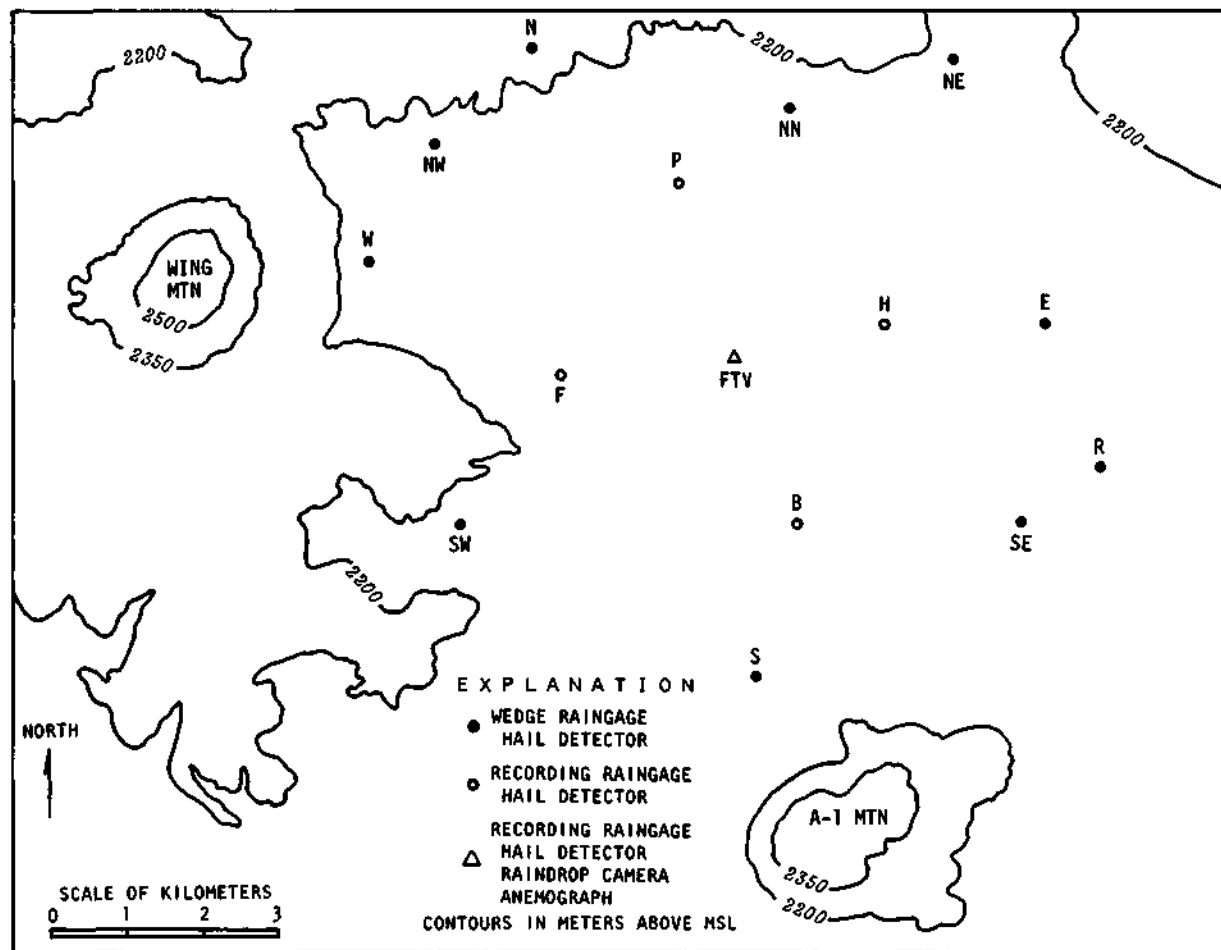 N
2200
NE
NN
2200
2200
P
NW
W
WING
MTN
2500
2350
H
E
FTV
F
R
B
SW
SE
2200
S
EXPLANATION
WEDGE RAINGAGE
HAIL DETECTOR
NORTH
RECORDING RAINGAGE
HAIL DETECTOR
A-1 MTN
RECORDING RAINGAGE
HAIL DETECTOR
RAINDROP CAMERA
ANEMOGRAPH
2350
2200
SCALE OF KILOMETERS
0 1 2 3
CONTOURS IN METERS ABOVE MSL